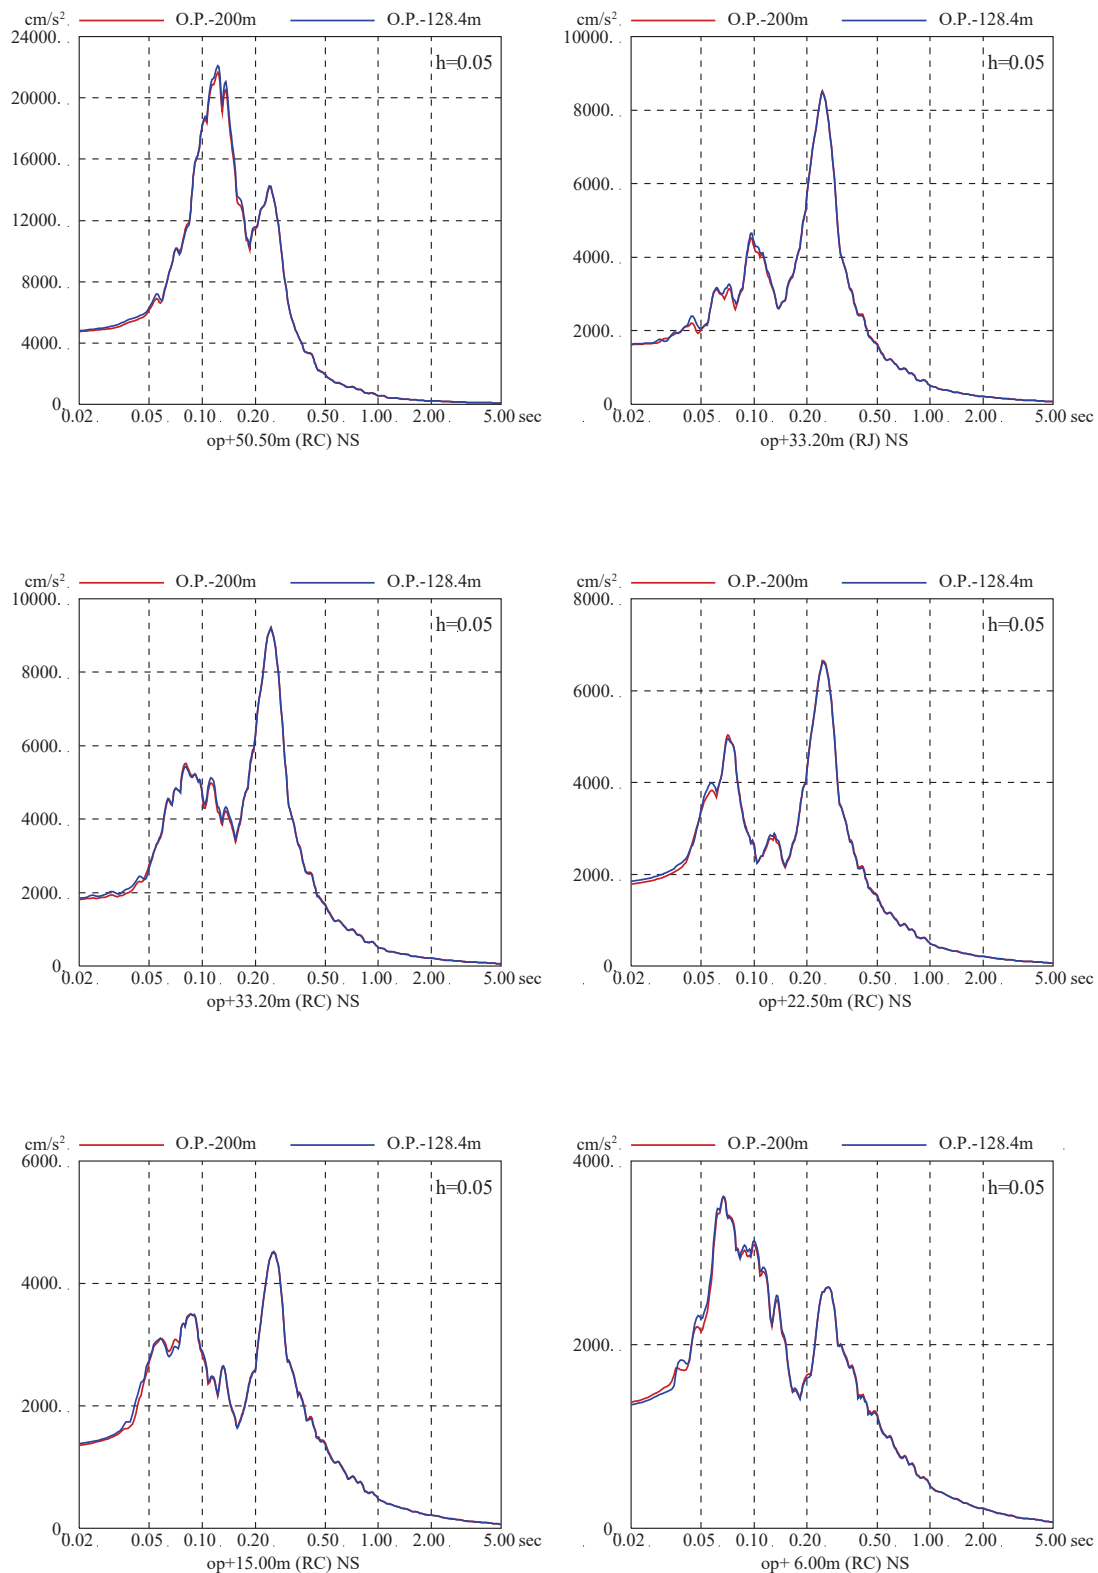 cm/s² O.P.-200m O.P.-128.4m
24000.
h=0.05
20000.
16000.
12000.
8000.
4000.
0.
0.02 0.05 0.10 0.20 0.50 1.00 2.00 5.00 sec
op+50.50m (RC) NS
cm/s² O.P.-200m O.P.-128.4m
10000.
h=0.05
8000.
6000.
4000.
2000.
0.
0.02 0.05 0.10 0.20 0.50 1.00 2.00 5.00 sec
op+33.20m (RJ) NS
cm/s² O.P.-200m O.P.-128.4m
10000.
h=0.05
8000.
6000.
4000.
2000.
0.
0.02 0.05 0.10 0.20 0.50 1.00 2.00 5.00 sec
op+33.20m (RC) NS
cm/s² O.P.-200m O.P.-128.4m
8000.
h=0.05
6000.
4000.
2000.
0.
0.02 0.05 0.10 0.20 0.50 1.00 2.00 5.00 sec
op+22.50m (RC) NS
cm/s² O.P.-200m O.P.-128.4m
6000.
h=0.05
4000.
2000.
0.
0.02 0.05 0.10 0.20 0.50 1.00 2.00 5.00 sec
op+15.00m (RC) NS
cm/s² O.P.-200m O.P.-128.4m
4000.
h=0.05
2000.
0.
0.02 0.05 0.10 0.20 0.50 1.00 2.00 5.00 sec
op+ 6.00m (RC) NS